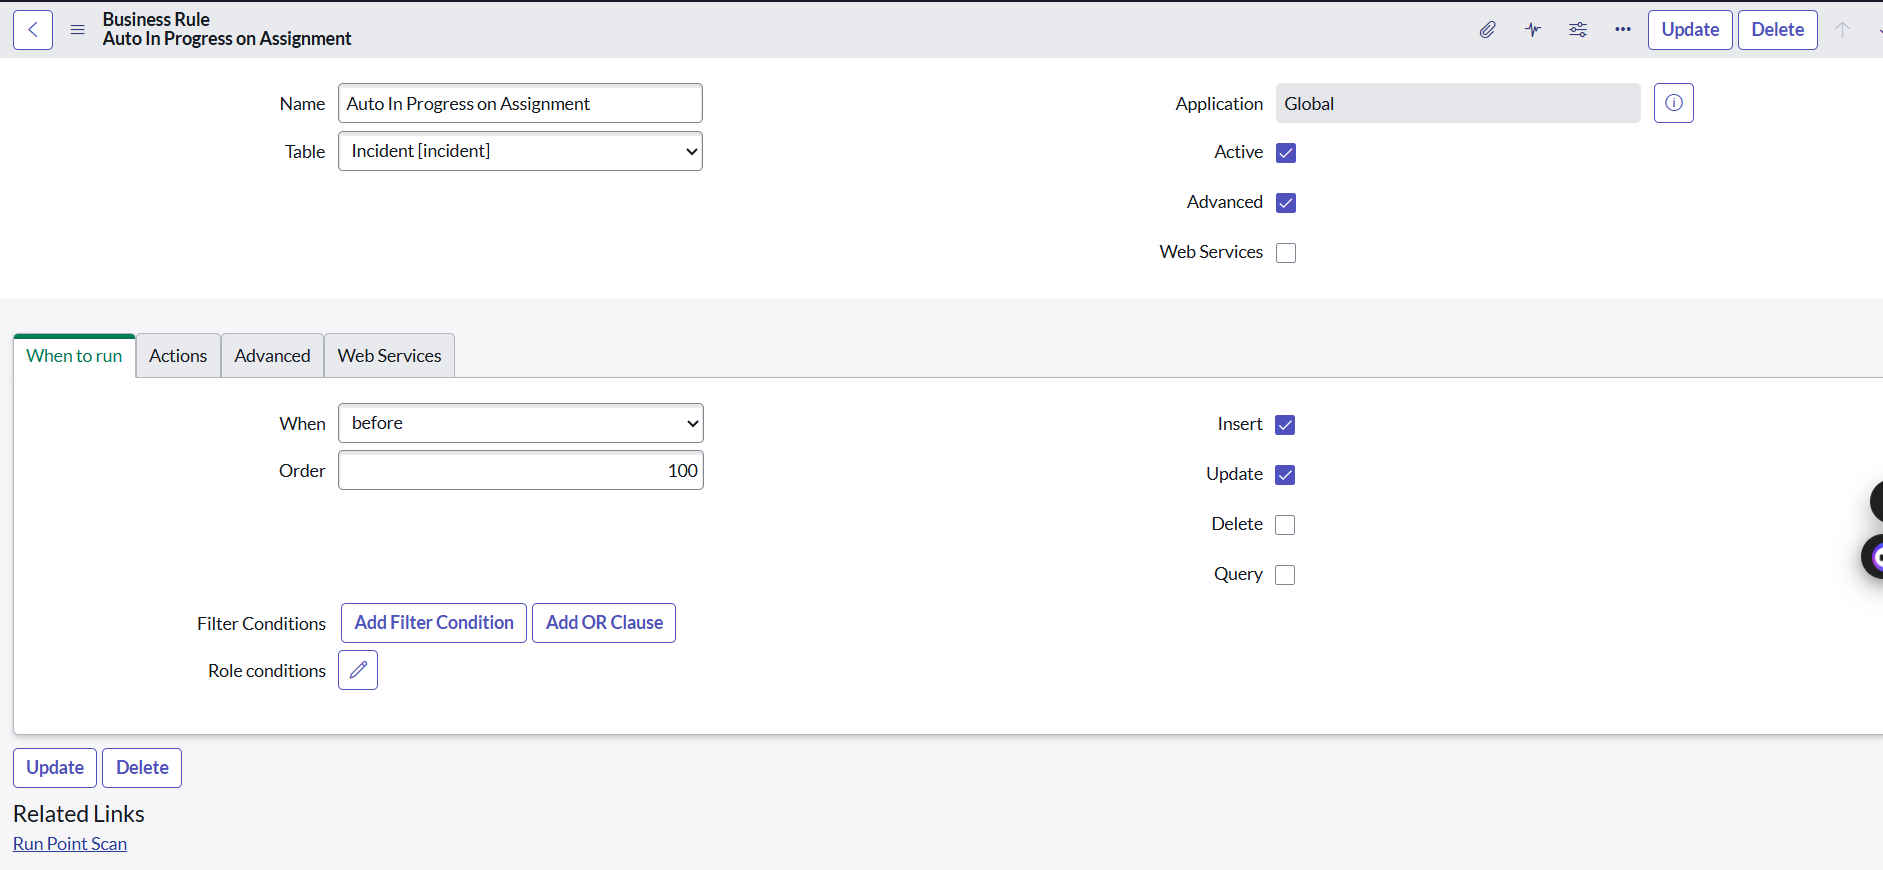 Business Rule
Auto In Progress on Assignment
Update
Delete
Name
Auto In Progress on Assignment
Application
Global
Table
Incident [incident]
Active
Advanced
Web Services
When to run
Actions
Advanced
Web Services
When
before
Insert
Order
100
Update
Delete
Query
Filter Conditions
Add Filter Condition
Add OR Clause
Role conditions
Update
Delete
Related Links
Run Point Scan